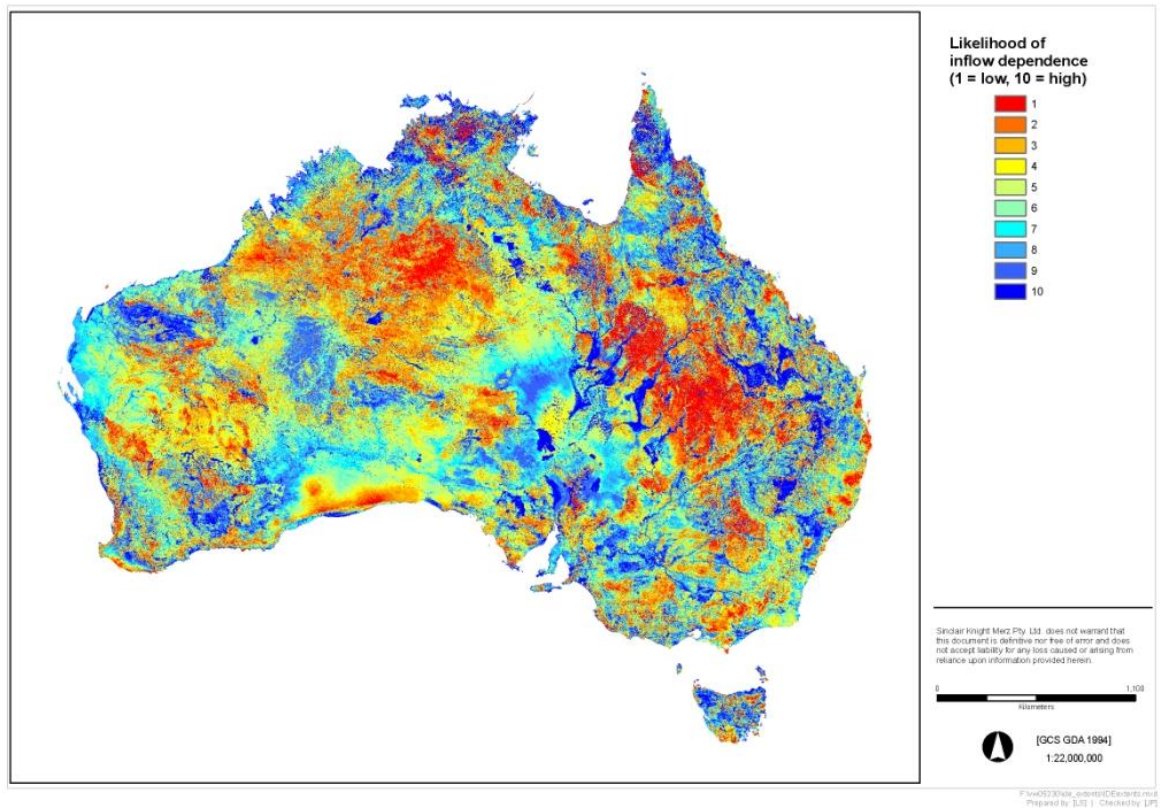 Likelihood of
inflow dependence
(1 = low, 10 = high)
1
2
3
4
5
6
7
8
9
10
Sinclair Knight Merz Pty. Ltd. does not warrant that
this document is definitive nor free of error and does
not accept liability for any loss caused or arising from
reliance upon information provided herein.
0 1,100
Kilometers
[GCS GDA 1994]
1:22,000,000
Prepared by: [LS] | Checked by: [JF]